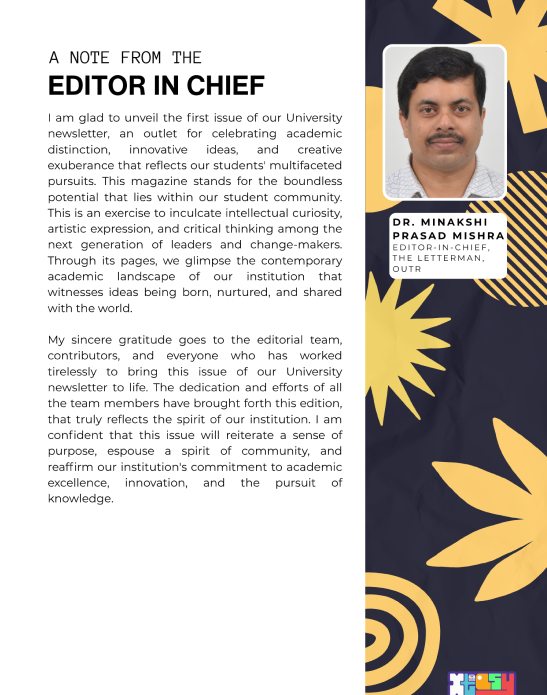 A NOTE FROM THE
EDITOR IN CHIEF
I am glad to unveil the first issue of our University
newsletter, an outlet for celebrating academic
distinction, innovative ideas, and creative
exuberance that reflects our students' multifaceted
pursuits. This magazine stands for the boundless
potential that lies within our student community.
This is an exercise to inculcate intellectual curiosity,
artistic expression, and critical thinking among the
next generation of leaders and change-makers.
Through its pages, we glimpse the contemporary
academic landscape of our institution that
witnesses ideas being born, nurtured, and shared
with the world.
My sincere gratitude goes to the editorial team,
contributors, and everyone who has worked
tirelessly to bring this issue of our University
newsletter to life. The dedication and efforts of all
the team members have brought forth this edition,
that truly reflects the spirit of our institution. I am
confident that this issue will reiterate a sense of
purpose, espouse a spirit of community, and
reaffirm our institution's commitment to academic
excellence, innovation, and the pursuit of
knowledge.
DR. MINAKSHI
PRASAD MISHRA
EDITOR-IN-CHIEF,
THE LETTERMAN,
OUTR